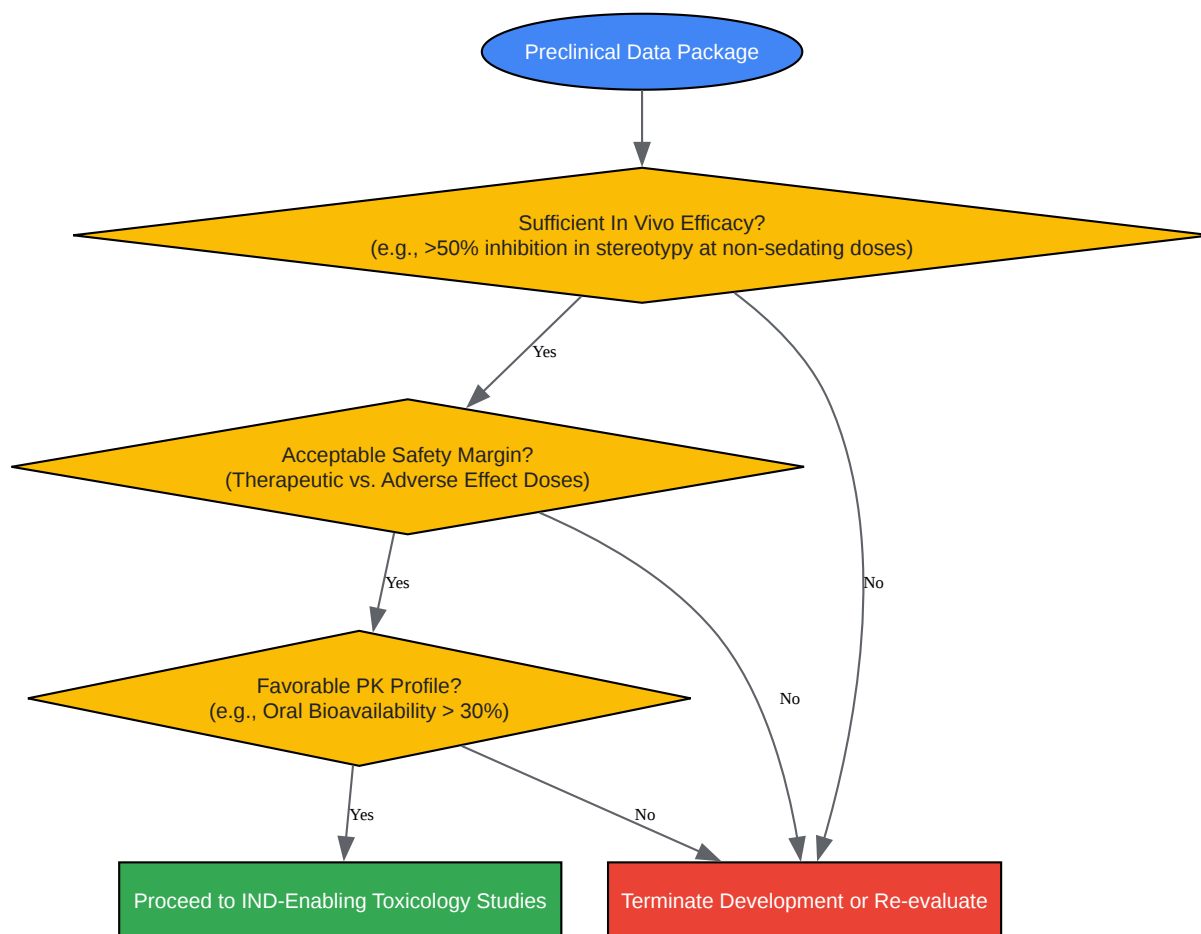 Preclinical Data Package
Sufficient In Vivo Efficacy?
(e.g., >50% inhibition in stereotypy at non-sedating doses)
Yes
Acceptable Safety Margin?
(Therapeutic vs. Adverse Effect Doses)
Yes
No
Favorable PK Profile?
(e.g., Oral Bioavailability > 30%)
No
Yes
No
Proceed to IND-Enabling Toxicology Studies
Terminate Development or Re-evaluate